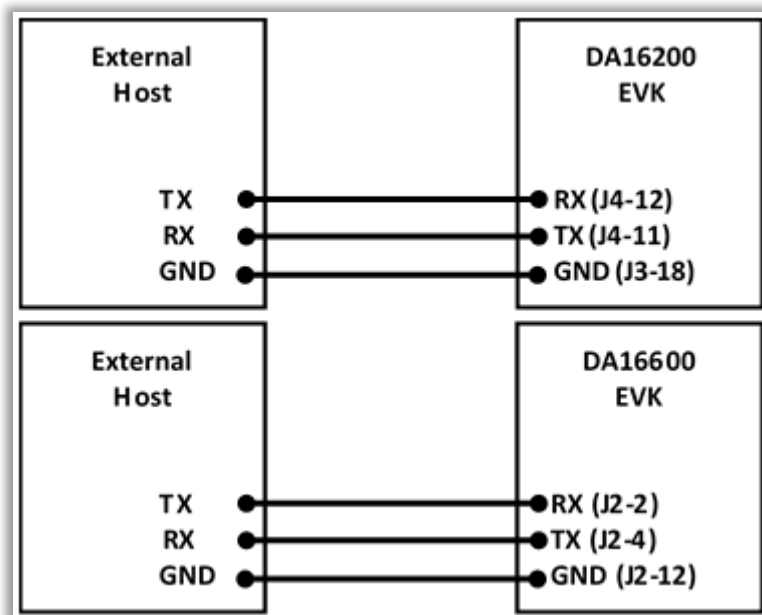 External
Host
DA16200
EVK
TX
RX (J4-12)
RX
TX (J4-11)
GND
GND (J3-18)
External
Host
DA16600
EVK
TX
RX (J2-2)
RX
TX (J2-4)
GND
GND (J2-12)